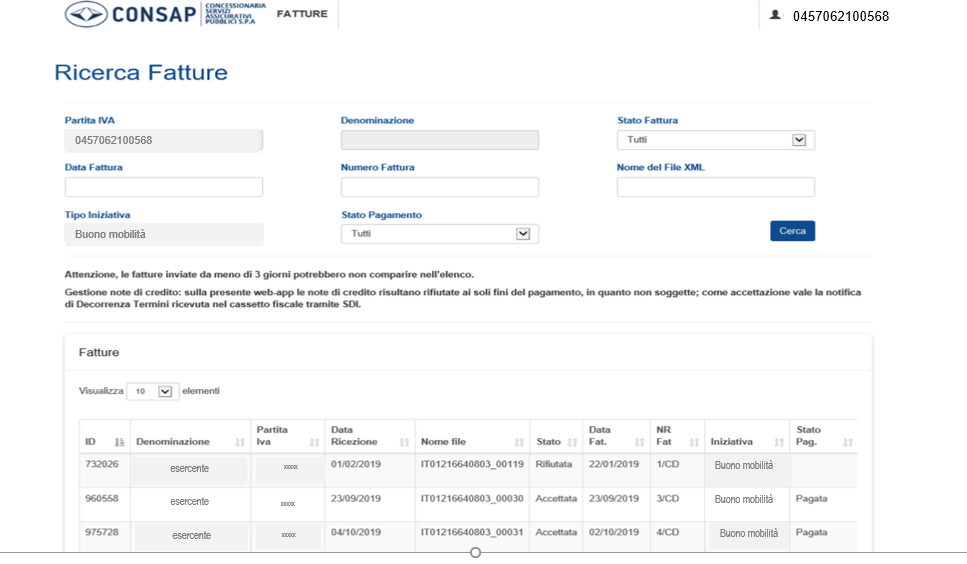 CONSAP CONCESSIONARIA SERVIZI ASSICURATIVI PUBBLICI S.P.A FATTURE 0457062100568
Ricerca Fatture
Partita IVA Denominazione Stato Fattura
0457062100568 Tutti
Data Fattura Numero Fattura Nome del File XML
Tipo Iniziativa Stato Pagamento
Buono mobilità Tutti Cerca
Attenzione, le fatture inviate da meno di 3 giorni potrebbero non comparire nell'elenco.
Gestione note di credito: sulla presente web-app le note di credito risultano rifiutate ai soli fini del pagamento, in quanto non soggette; come accettazione vale la notifica
di Decorrenza Termini ricevuta nel cassetto fiscale tramite SDI.
Fatture
Visualizza 10 elementi
ID Denominazione Partita Iva Data Ricezione Nome file Stato Data Fat. NR Fat Iniziativa Stato Pag.
732026 esercente xxxxx 01/02/2019 IT01216640803_00119 Rifiutata 22/01/2019 1/CD Buono mobilità
960558 esercente xxxxx 23/09/2019 IT01216640803_00030 Accettata 23/09/2019 3/CD Buono mobilità Pagata
975728 esercente xxxxx 04/10/2019 IT01216640803_00031 Accettata 02/10/2019 4/CD Buono mobilità Pagata